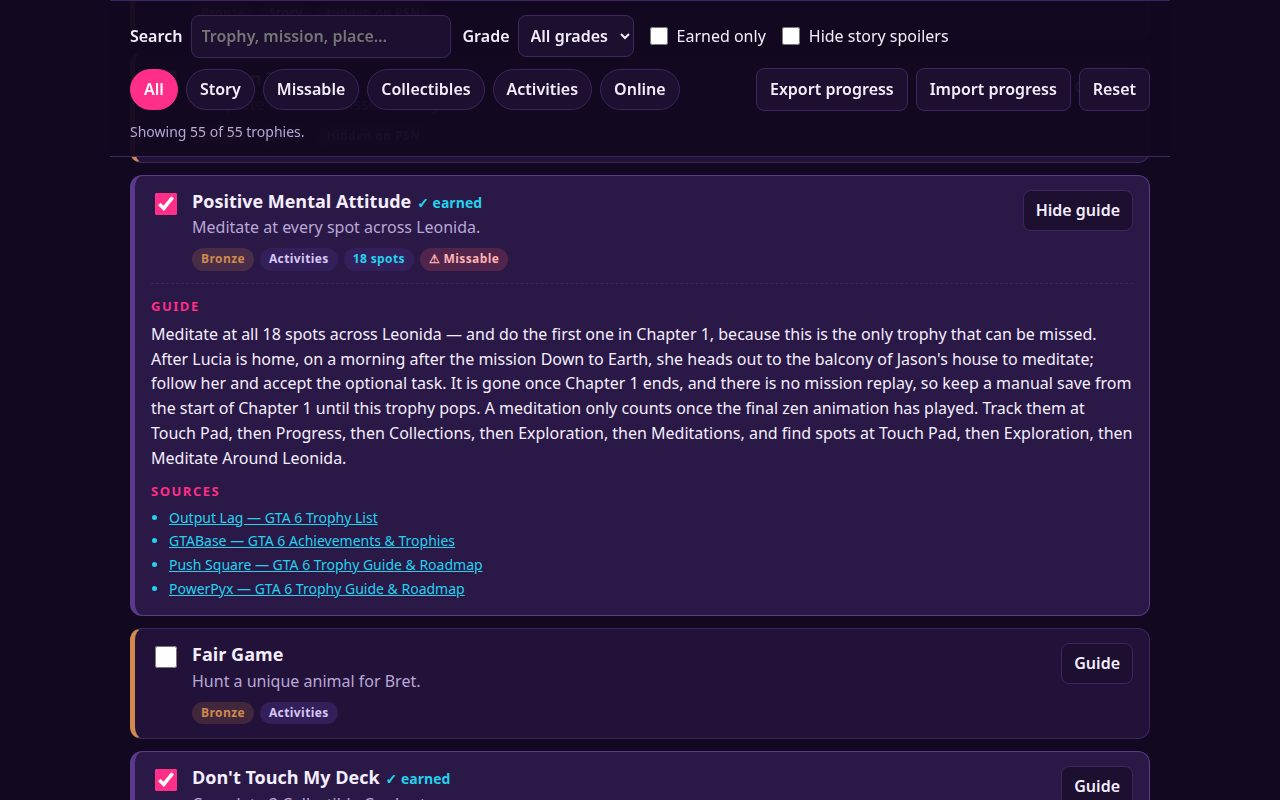 Search Trophy, mission, place... Grade All grades Earned only Hide story spoilers
All Story Missable Collectibles Activities Online Export progress Import progress Reset
Showing 55 of 55 trophies.
Hidden on PSN
Positive Mental Attitude ✓ earned
Hide guide
Meditate at every spot across Leonida.
Bronze Activities 18 spots ⚠ Missable
GUIDE
Meditate at all 18 spots across Leonida — and do the first one in Chapter 1, because this is the only trophy that can be missed.
After Lucia is home, on a morning after the mission Down to Earth, she heads out to the balcony of Jason's house to meditate;
follow her and accept the optional task. It is gone once Chapter 1 ends, and there is no mission replay, so keep a manual save from
the start of Chapter 1 until this trophy pops. A meditation only counts once the final zen animation has played. Track them at
Touch Pad, then Progress, then Collections, then Exploration, then Meditations, and find spots at Touch Pad, then Exploration, then
Meditate Around Leonida.
SOURCES
• Output Lag — GTA 6 Trophy List
• GTABase — GTA 6 Achievements & Trophies
• Push Square — GTA 6 Trophy Guide & Roadmap
• PowerPyx — GTA 6 Trophy Guide & Roadmap
Fair Game
Guide
Hunt a unique animal for Bret.
Bronze Activities
Don't Touch My Deck ✓ earned
Guide